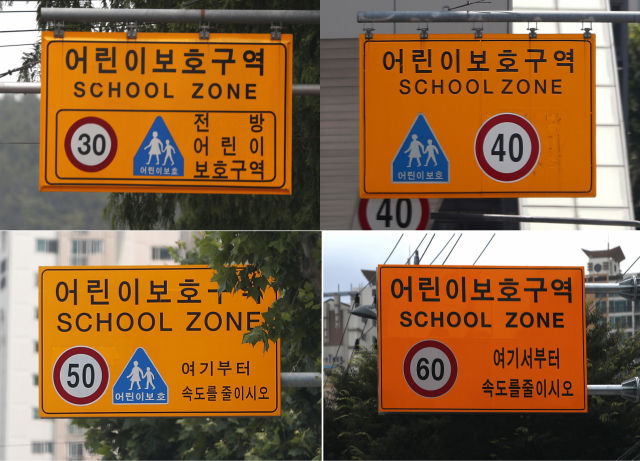 어린이보호구역
SCHOOL ZONE
30
어린이보호
전 방
어린이
보호구역
어린이보호구역
SCHOOL ZONE
어린이보호
40
40
어린이보호구역
SCHOOL ZONE
50
어린이보호
여기부터
속도를줄이시오
어린이보호구역
SCHOOL ZONE
60
여기서부터
속도를줄이시오